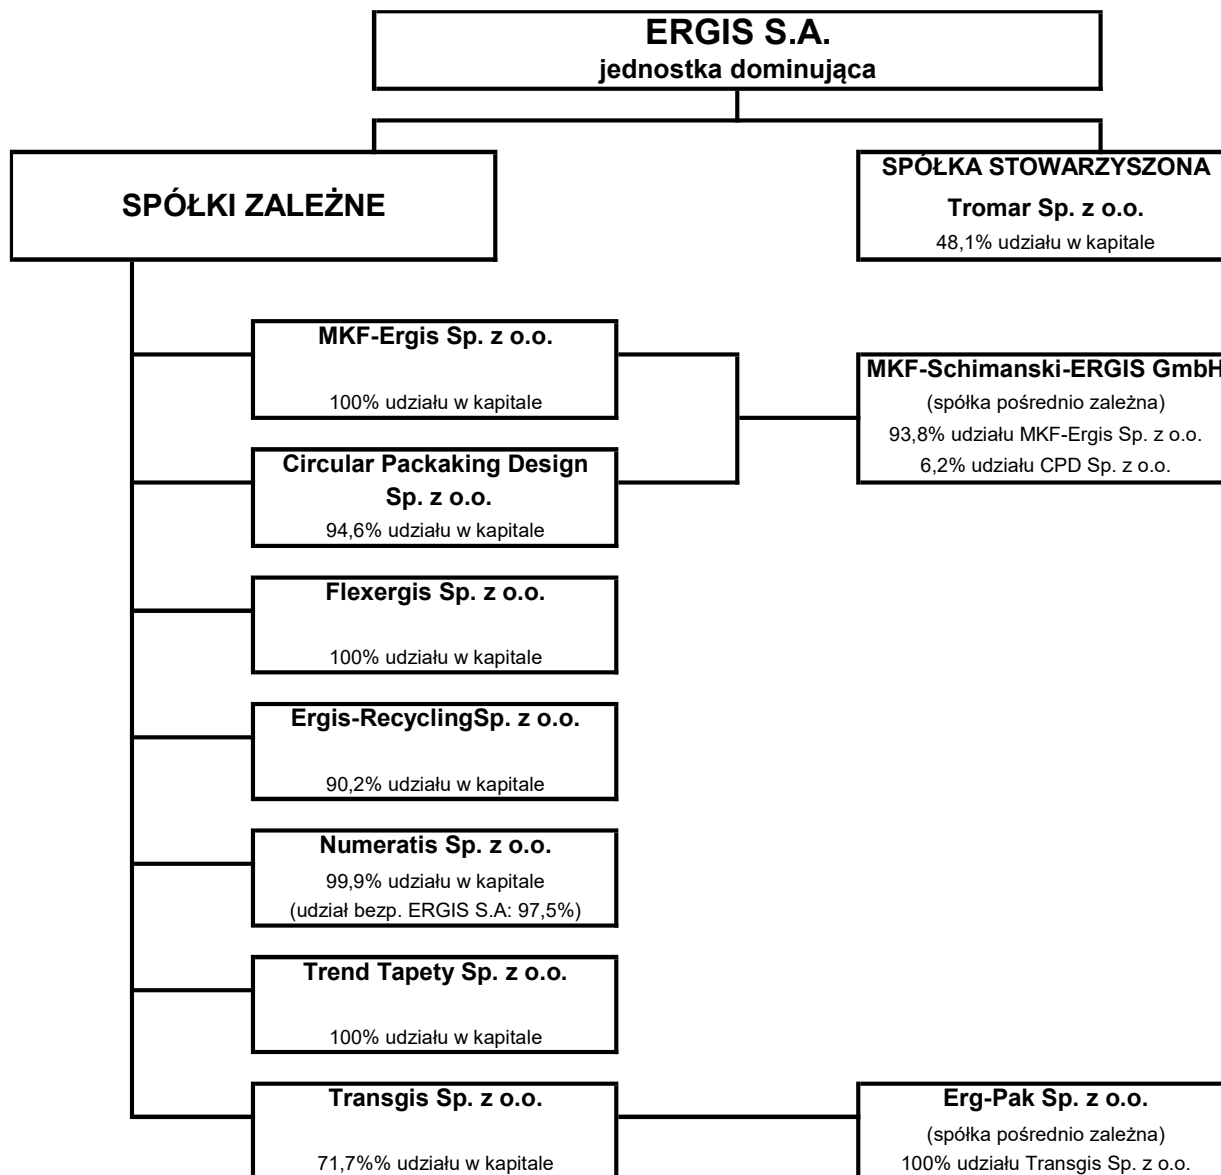 ERGIS S.A.
jednostka dominująca
SPÓŁKI ZALEŻNE
SPÓŁKA STOWARZYSZONA
Tromar Sp. z o.o.
48,1% udziału w kapitale
MKF-Ergis Sp. z o.o.
100% udziału w kapitale
MKF-Schimanski-ERGIS GmbH
(spółka pośrednio zależna)
93,8% udziału MKF-Ergis Sp. z o.o.
6,2% udziału CPD Sp. z o.o.
Circular Packaking Design
Sp. z o.o.
94,6% udziału w kapitale
Flexergis Sp. z o.o.
100% udziału w kapitale
Ergis-RecyclingSp. z o.o.
90,2% udziału w kapitale
Numeratis Sp. z o.o.
99,9% udziału w kapitale
(udział bezp. ERGIS S.A: 97,5%)
Trend Tapety Sp. z o.o.
100% udziału w kapitale
Transgis Sp. z o.o.
71,7%% udziału w kapitale
Erg-Pak Sp. z o.o.
(spółka pośrednio zależna)
100% udziału Transgis Sp. z o.o.